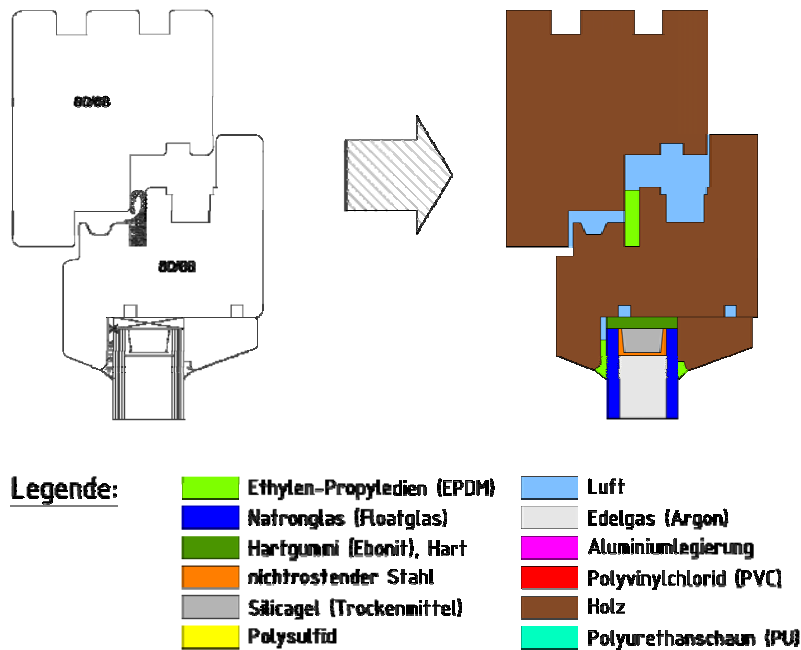 80/68
80/68
Legende:
Ethylen-Propyledien (EPDM)
Natronglas (Floatglas)
Hartgummi (Ebonit), Hart
nichtrostender Stahl
Silicagel (Trockenmittel)
Polysulfid
Luft
Edelgas (Argon)
Aluminiumlegierung
Polyvinylchlorid (PVC)
Holz
Polyurethanschaun (PU)